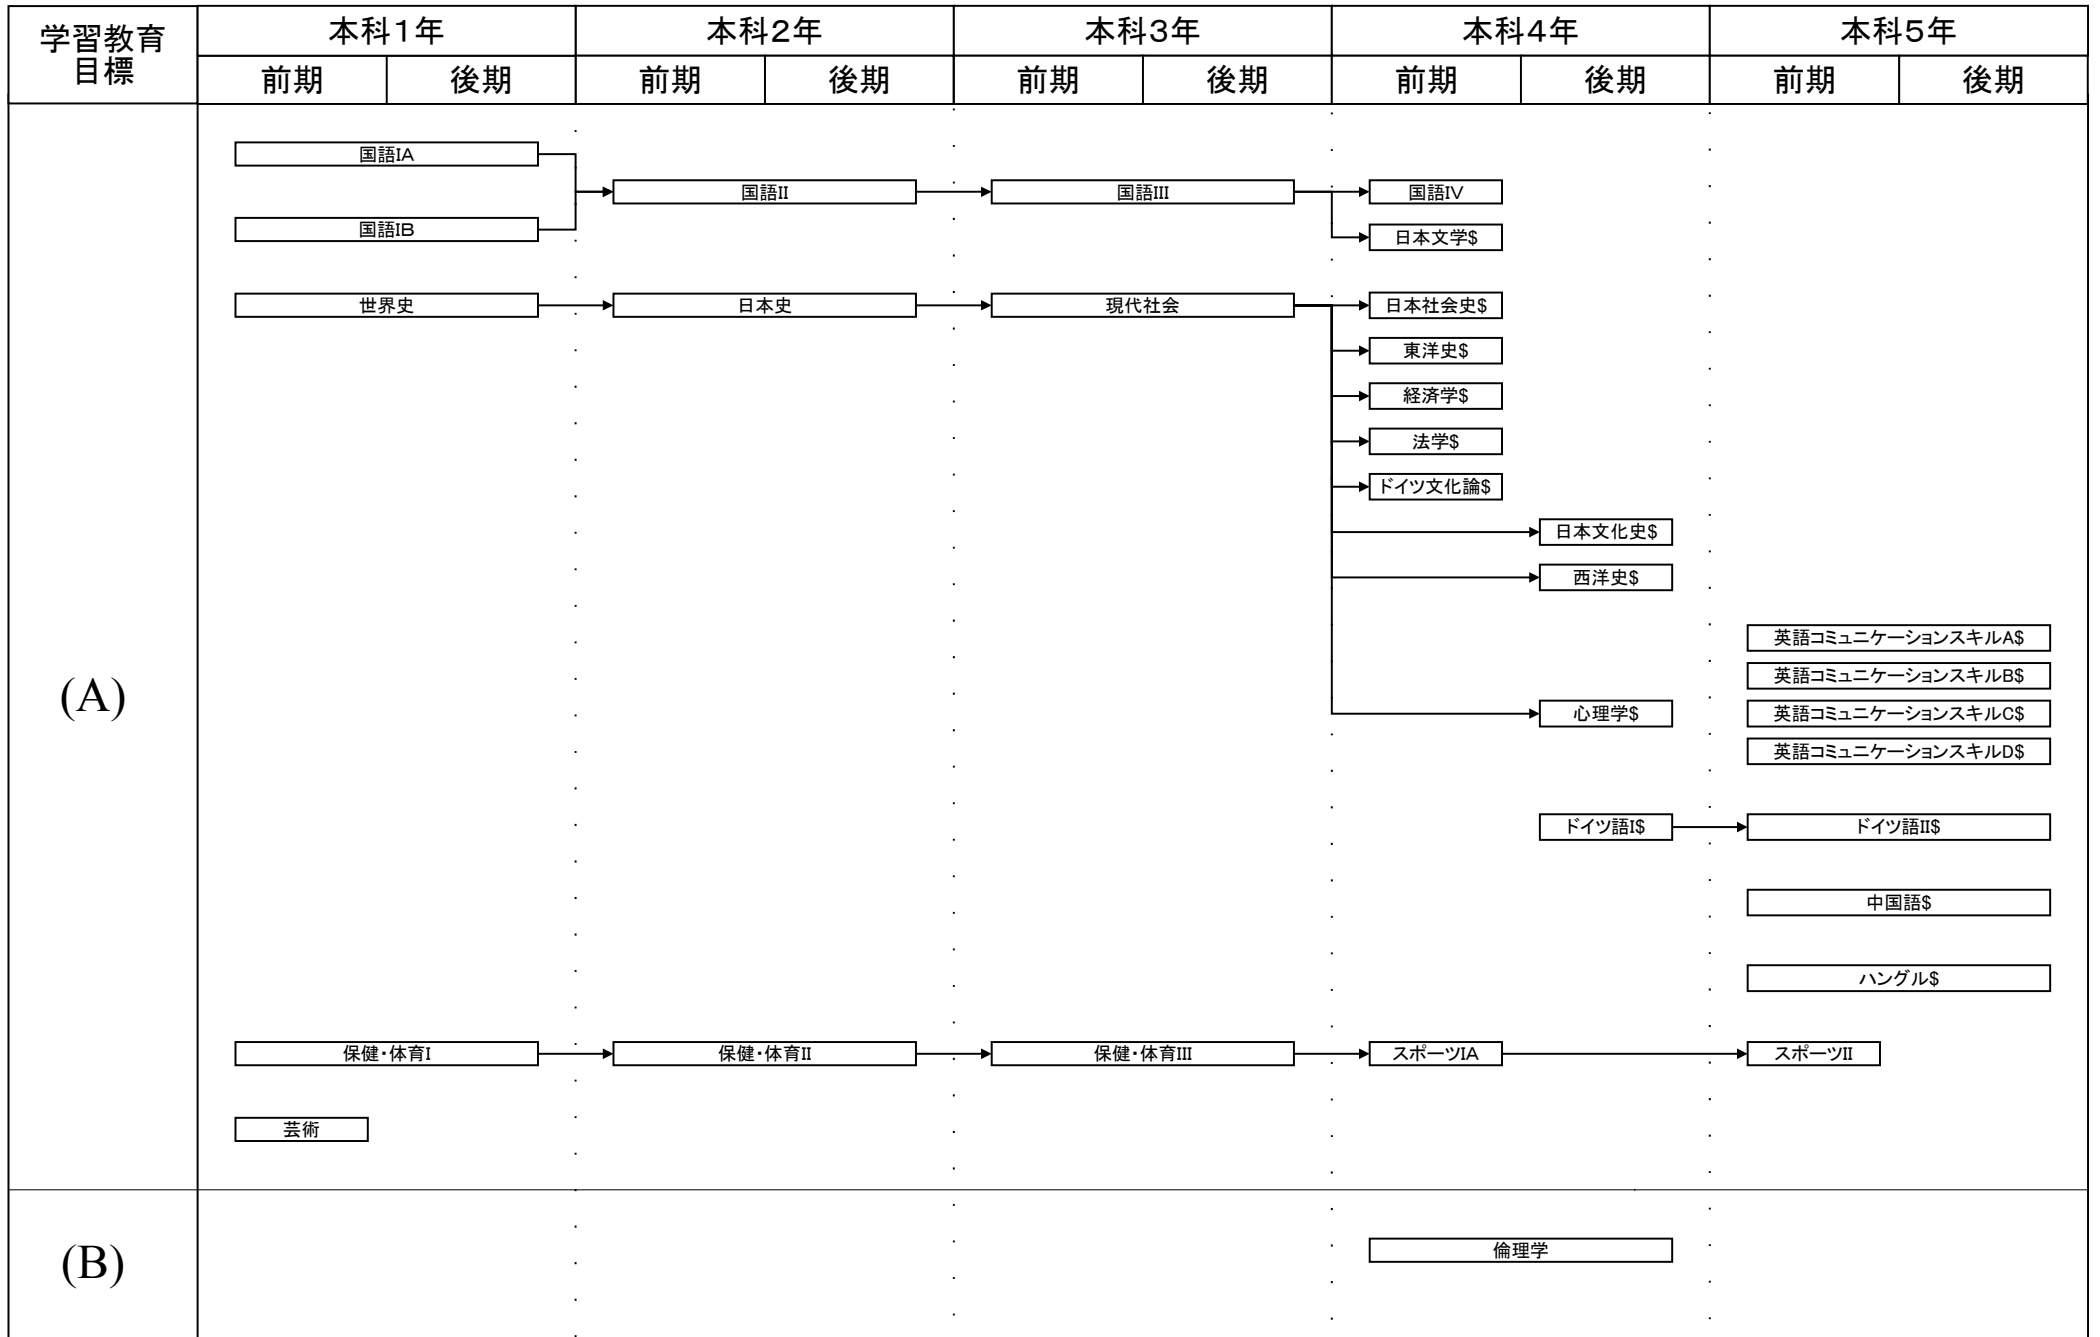 学習教育
目標
本科1年
本科2年
本科3年
本科4年
本科5年
前期
後期
前期
後期
前期
後期
前期
後期
前期
後期
(A)
国語IA
国語IB
国語II
国語III
国語IV
日本文学$
世界史
日本史
現代社会
日本社会史$
東洋史$
経済学$
法学$
ドイツ文化論$
日本文化史$
西洋史$
心理学$
英語コミュニケーションスキルA$
英語コミュニケーションスキルB$
英語コミュニケーションスキルC$
英語コミュニケーションスキルD$
ドイツ語I$
ドイツ語II$
中国語$
ハングル$
保健・体育I
保健・体育II
保健・体育III
スポーツIA
スポーツII
芸術
(B)
倫理学